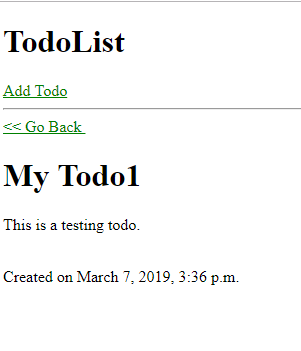 TodoList
Add Todo
<< Go Back
My Todo1
This is a testing todo.
Created on March 7, 2019, 3:36 p.m.